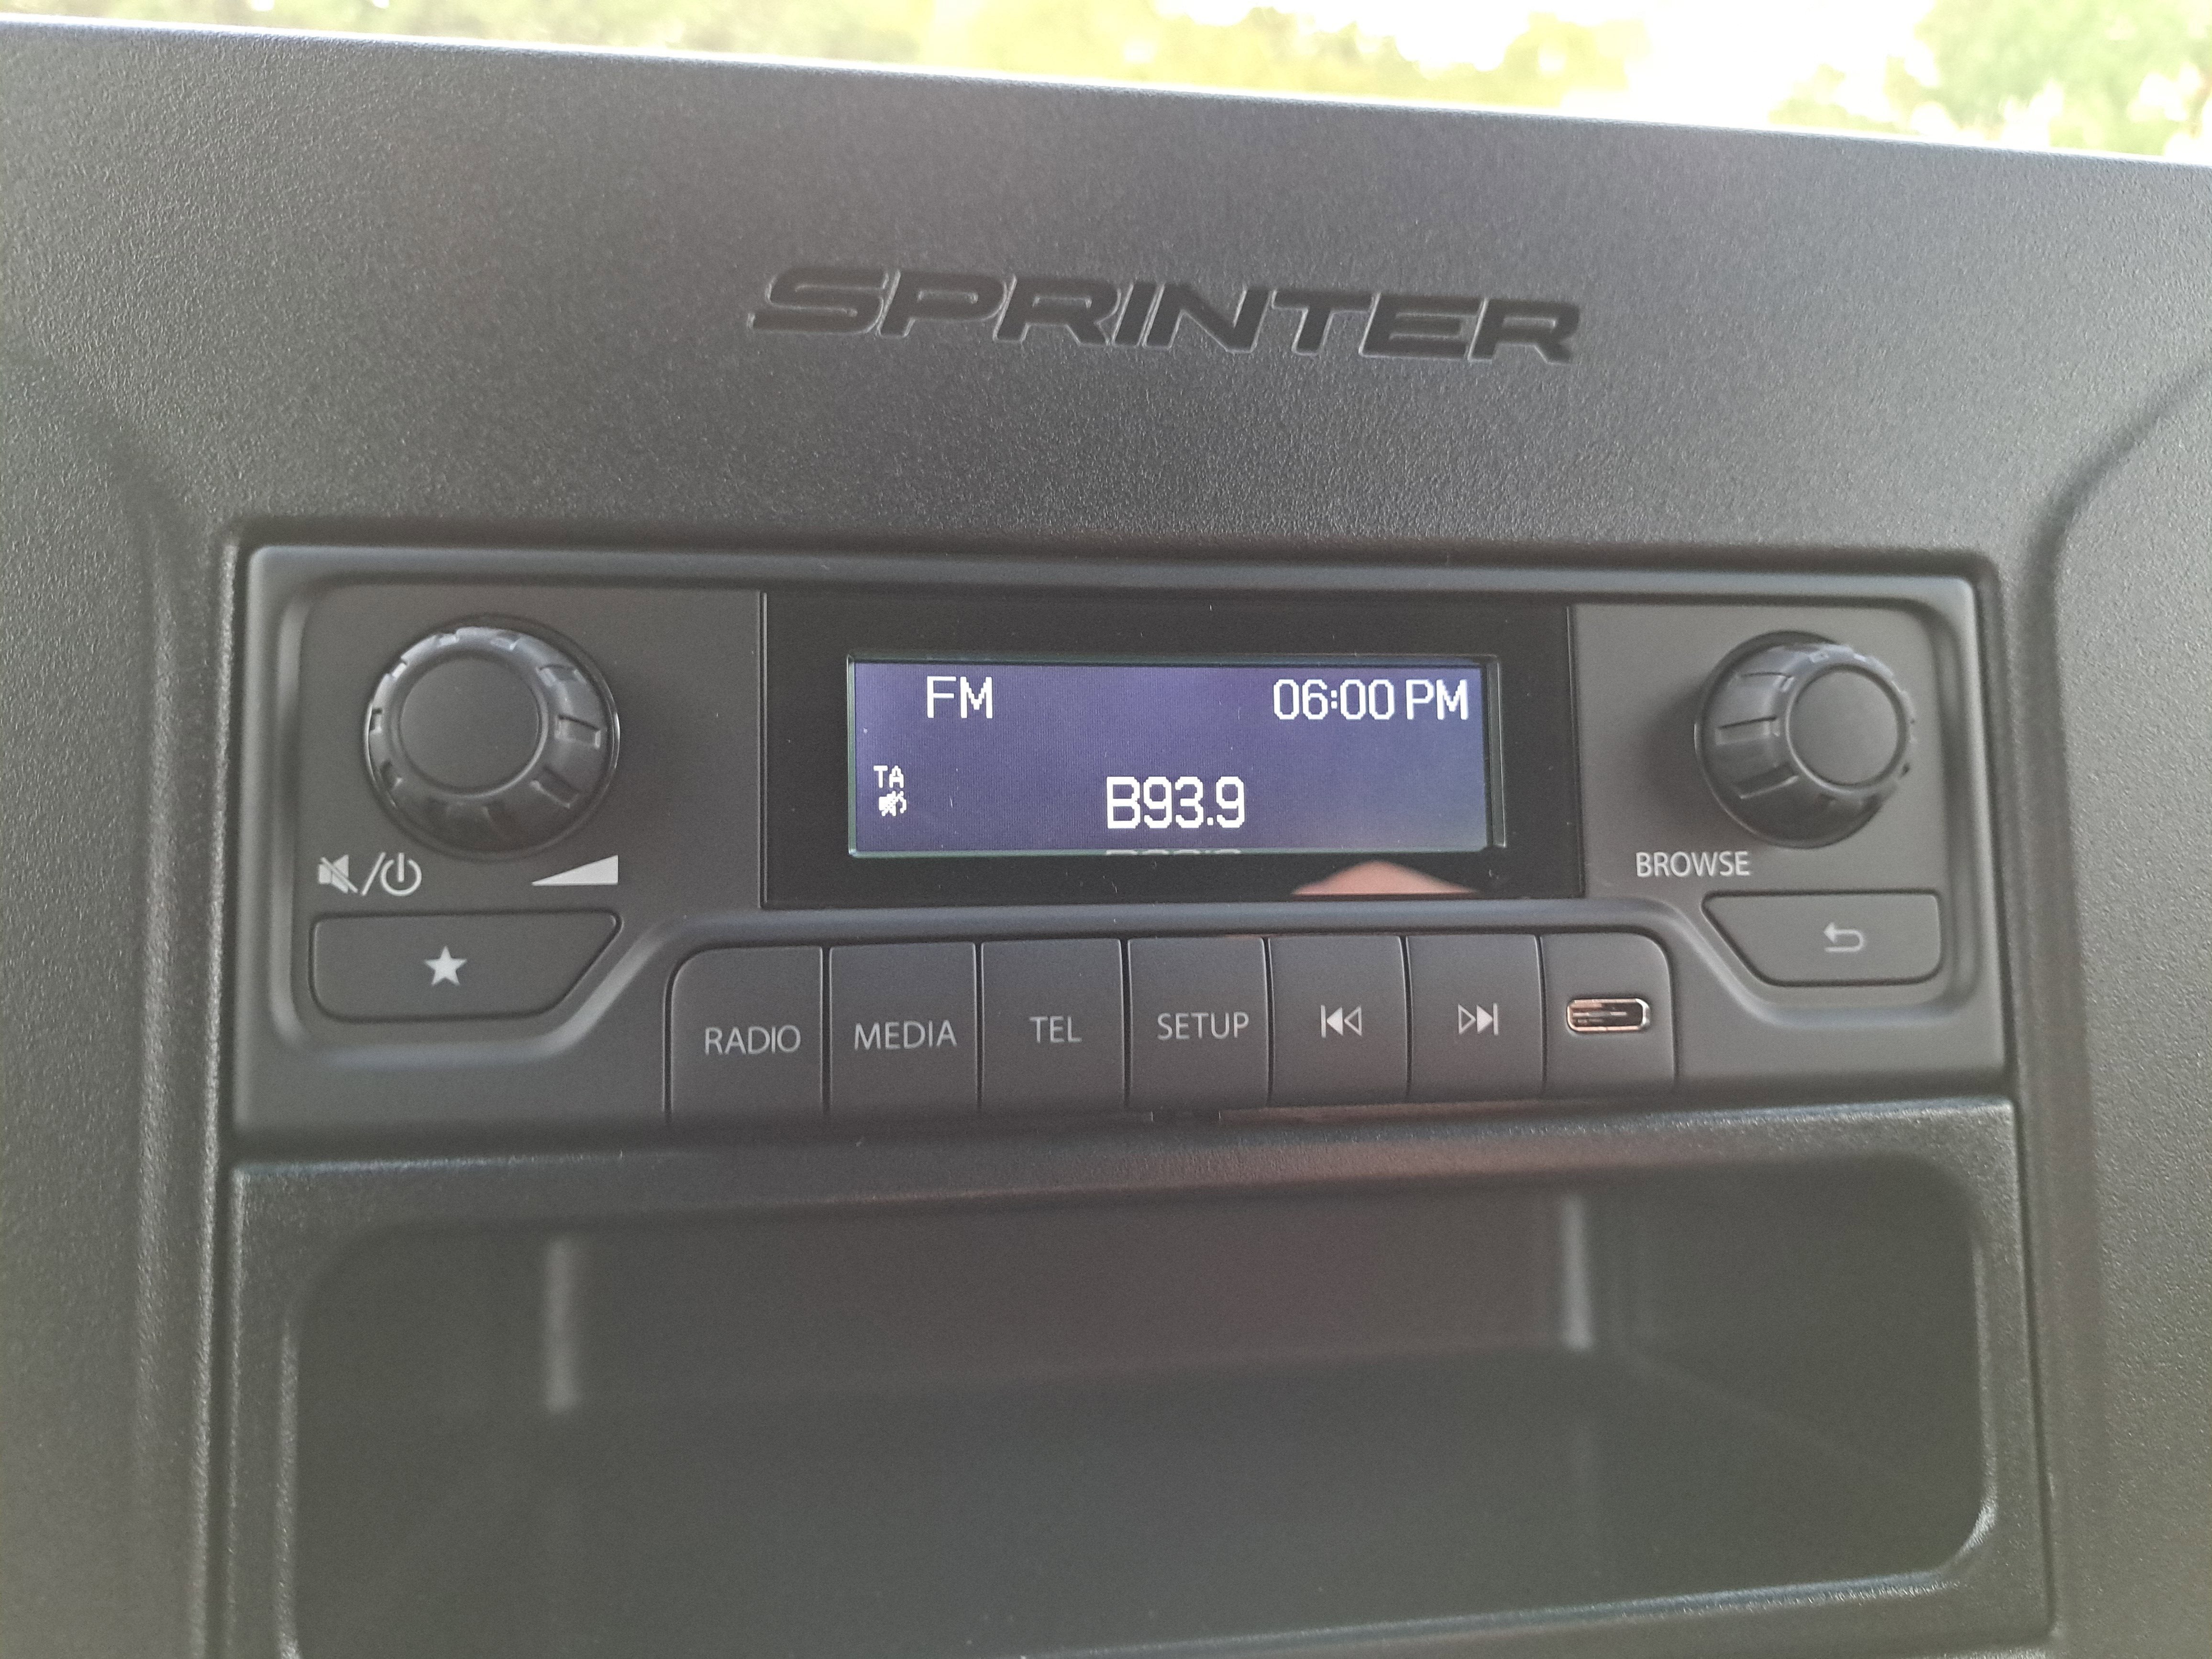 SPRINTER
FM 06:00 PM
TA
B93.9
BROWSE
RADIO MEDIA TEL SETUP